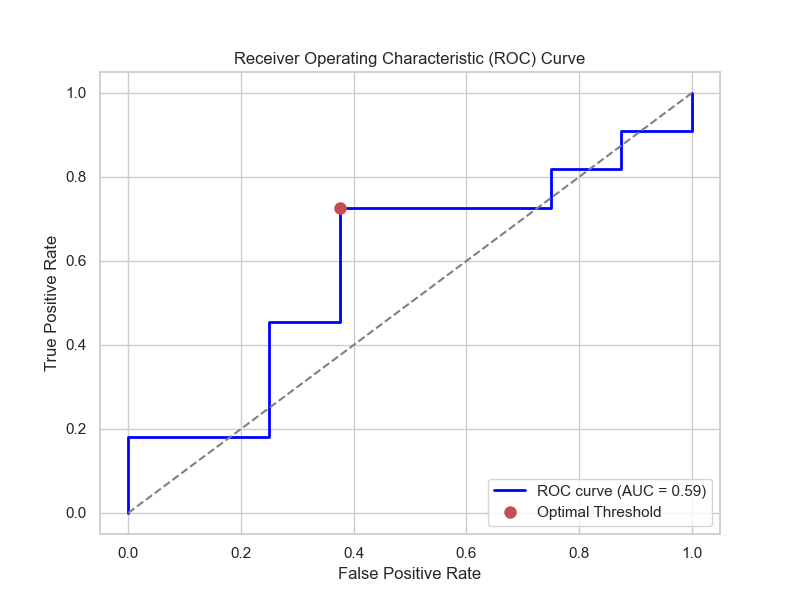 Receiver Operating Characteristic (ROC) Curve
True Positive Rate
1.0
0.8
0.6
0.4
0.2
0.0
ROC curve (AUC = 0.59)
Optimal Threshold
0.0 0.2 0.4 0.6 0.8 1.0
False Positive Rate